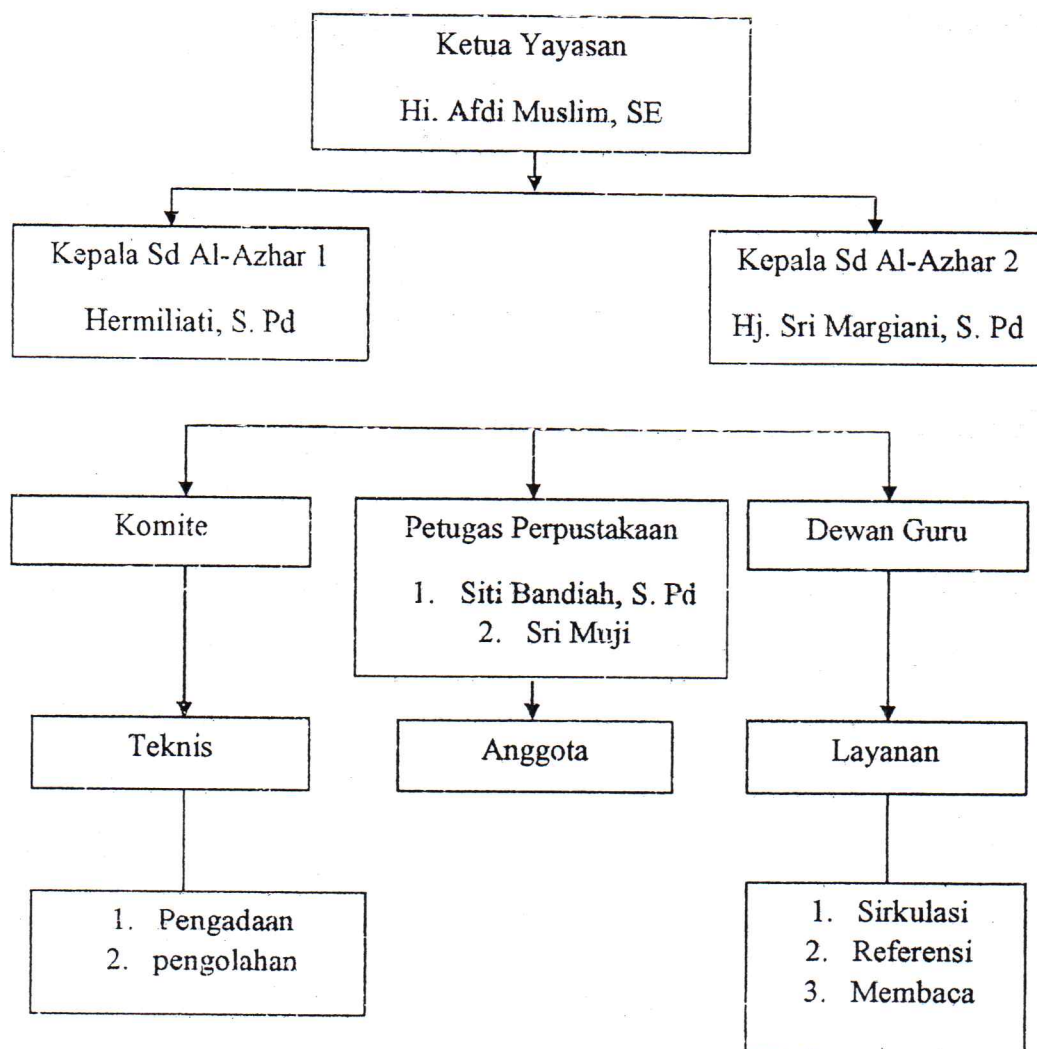 Ketua Yayasan
Hi. Afdi Muslim, SE
Kepala Sd Al-Azhar 1
Hermiliati, S. Pd
Kepala Sd Al-Azhar 2
Hj. Sri Margiani, S. Pd
Komite
Petugas Perpustakaan
1. Siti Bandiah, S. Pd
2. Sri Muji
Dewan Guru
Teknis
Anggota
Layanan
1. Pengadaan
2. pengolahan
1. Sirkulasi
2. Referensi
3. Membaca